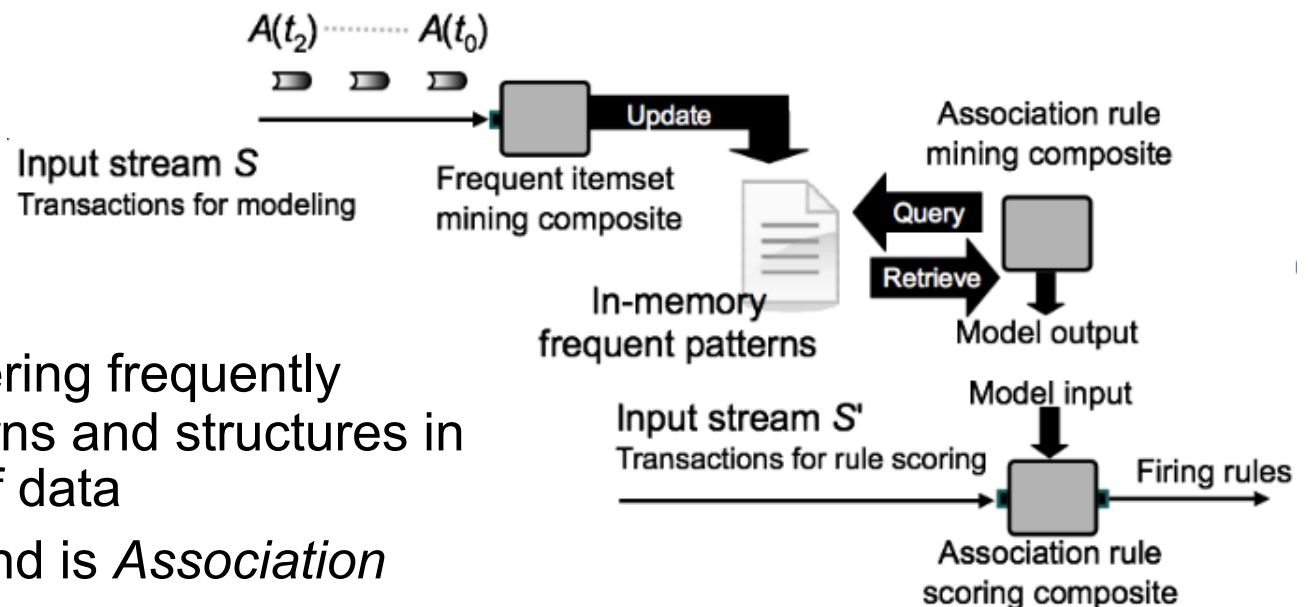 A(t2) ........... A(t0)
Update
Input stream S
Transactions for modeling
Frequent itemset
mining composite
Association rule
mining composite
Query
Retrieve
In-memory
frequent patterns
Model output
Model input
Input stream S'
Transactions for rule scoring
Firing rules
Association rule
scoring composite
ering frequently
rns and structures in
f data
nd is Association